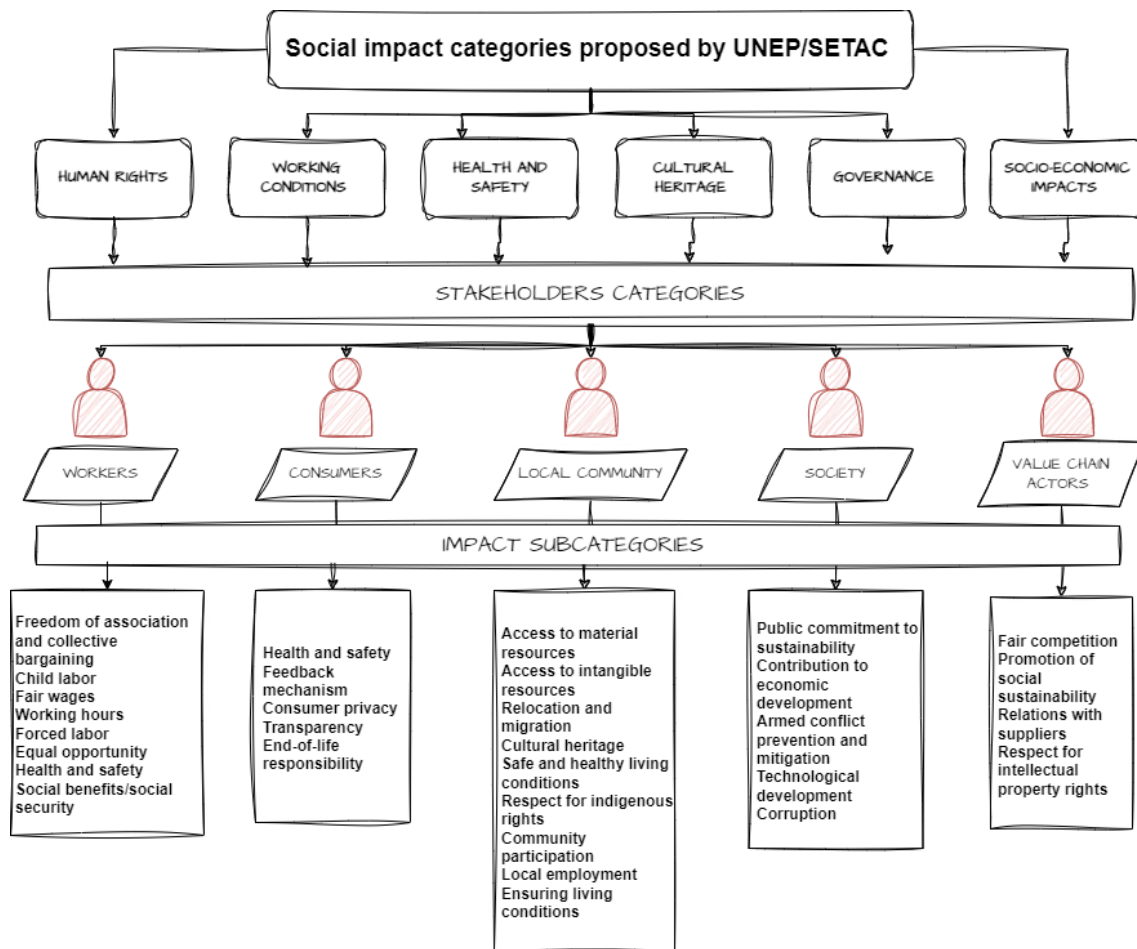 Social impact categories proposed by UNEP/SETAC
HUMAN RIGHTS
WORKING
CONDITIONS
HEALTH AND
SAFETY
CULTURAL
HERITAGE
GOVERNANCE
SOCIO-ECONOMIC
IMPACTS
STAKEHOLDERS CATEGORIES
WORKERS
CONSUMERS
LOCAL COMMUNITY
SOCIETY
VALUE CHAIN
ACTORS
IMPACT SUBCATEGORIES
Freedom of association
and collective
bargaining
Child labor
Fair wages
Working hours
Forced labor
Equal opportunity
Health and safety
Social benefits/social
security
Health and safety
Feedback
mechanism
Consumer privacy
Transparency
End-of-life
responsibility
Access to material
resources
Access to intangible
resources
Relocation and
migration
Cultural heritage
Safe and healthy living
conditions
Respect for indigenous
rights
Community
participation
Local employment
Ensuring living
conditions
Public commitment to
sustainability
Contribution to
economic
development
Armed conflict
prevention and
mitigation
Technological
development
Corruption
Fair competition
Promotion of
social
sustainability
Relations with
suppliers
Respect for
intellectual
property rights